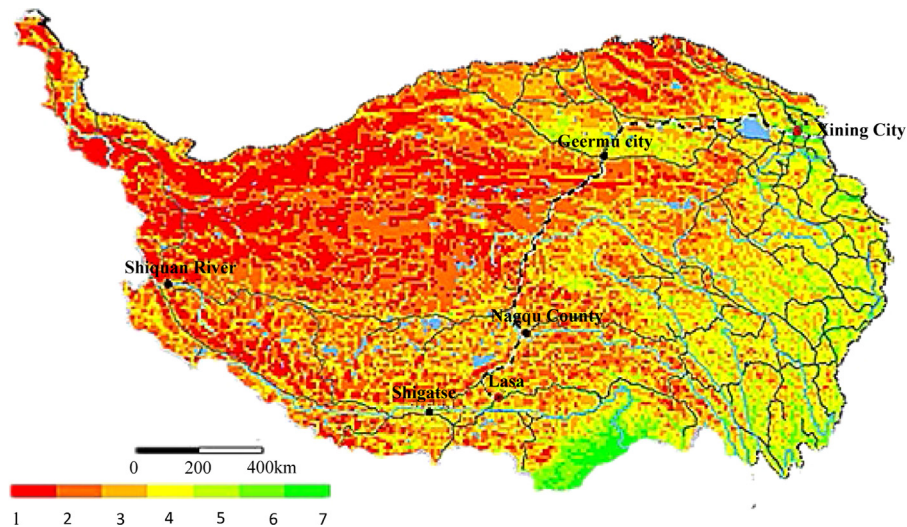 Xining City
Geermu city
Shiquan River
Nagqu County
Lasa
Shigatse
0 200 400km
1 2 3 4 5 6 7